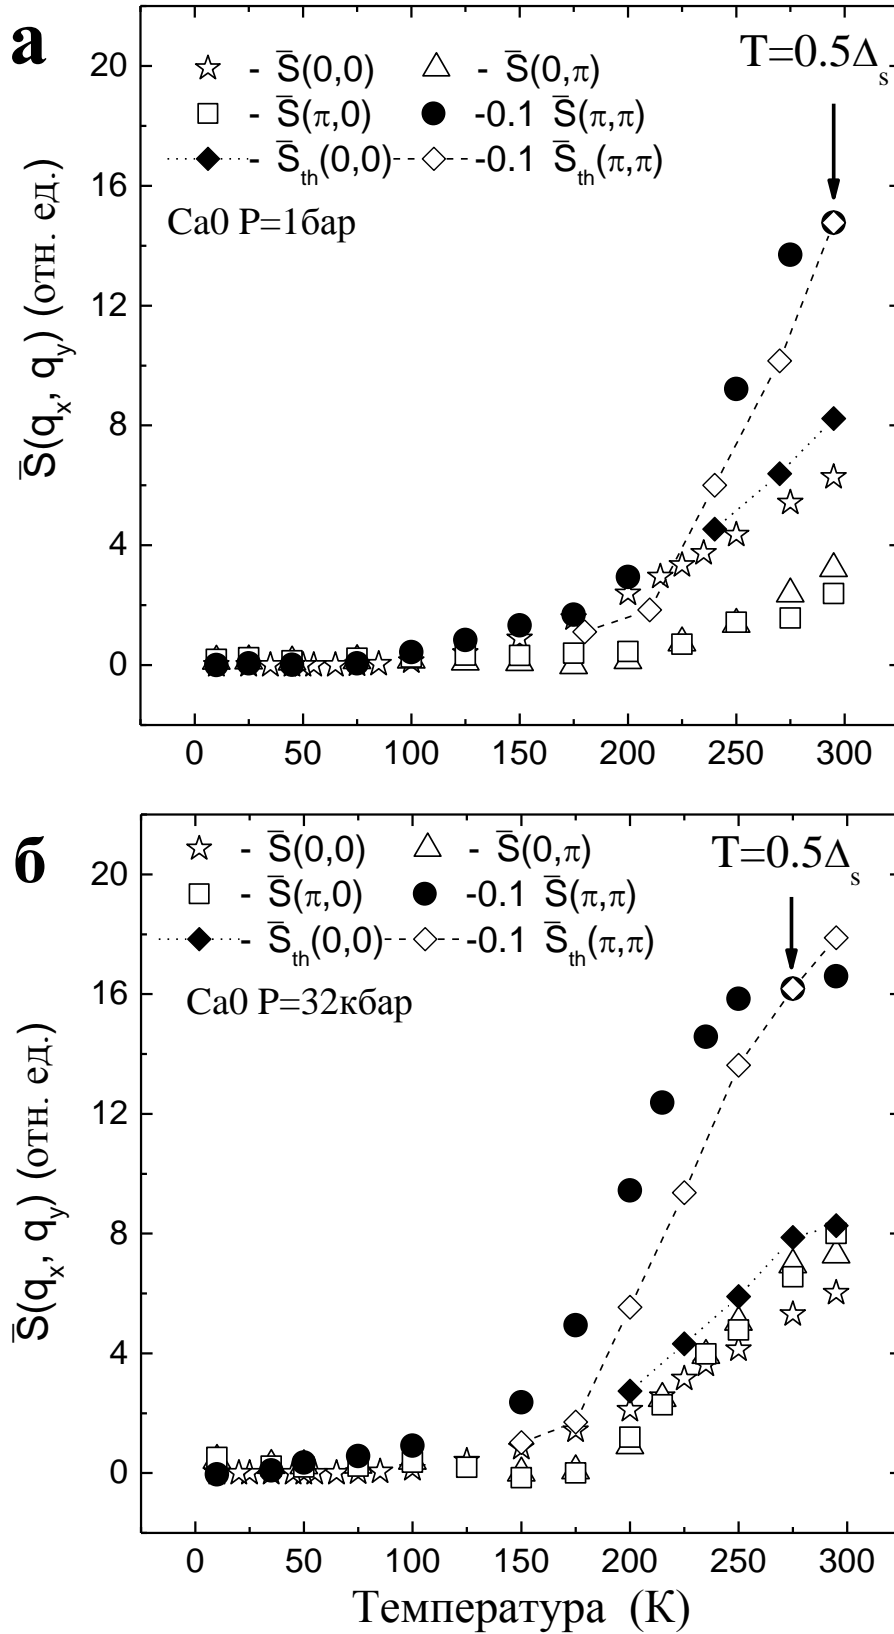 а
T=0.5Δₛ
☆ - S̄(0,0) △ - S̄(0,π)
□ - S̄(π,0) ● -0.1 S̄(π,π)
◆ - S̄ₜₕ(0,0) ◇ -0.1 S̄ₜₕ(π,π)
Ca0 P=1бар
S̄(qₓ, q_y) (отн. ед.)
20
16
12
8
4
0
0 50 100 150 200 250 300
б
T=0.5Δₛ
☆ - S̄(0,0) △ - S̄(0,π)
□ - S̄(π,0) ● -0.1 S̄(π,π)
◆ - S̄ₜₕ(0,0) ◇ -0.1 S̄ₜₕ(π,π)
Ca0 P=32кбар
S̄(qₓ, q_y) (отн. ед.)
20
16
12
8
4
0
0 50 100 150 200 250 300
Температура (К)